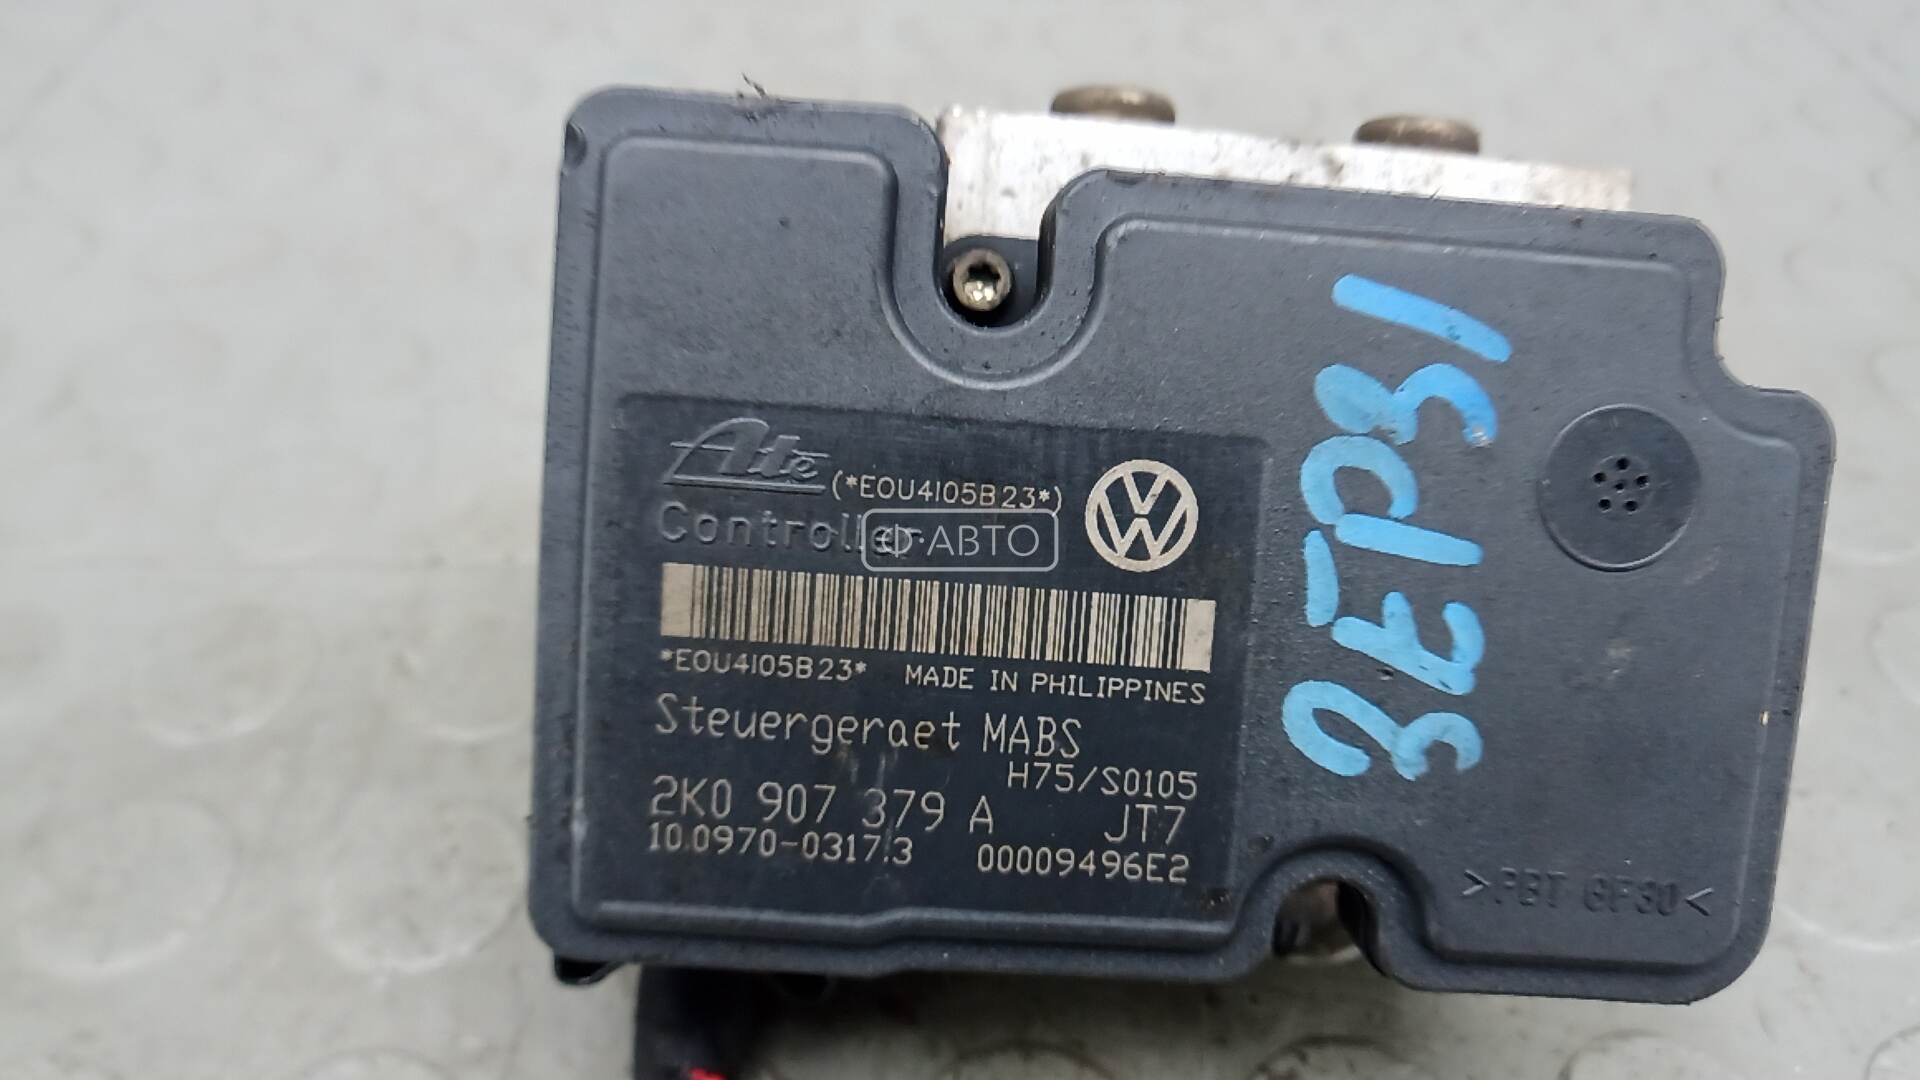 Ate
(*E0U4105B23*)
Controller
Ф·АВТО
*E0U4105B23* MADE IN PHILIPPINES
Steuergeraet MABS
H75/S0105
2K0 907 379 A JT7
10.0970-0317.3 00009496E2
>PBT GF30<